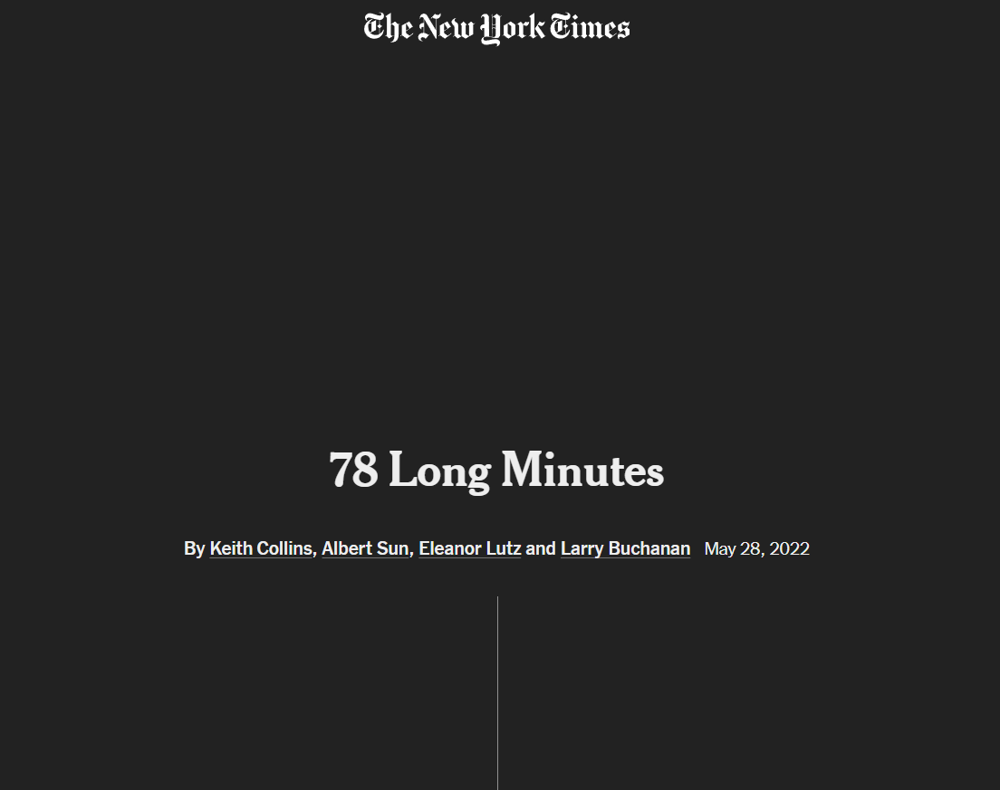 The New York Times
78 Long Minutes
By Keith Collins, Albert Sun, Eleanor Lutz and Larry Buchanan May 28, 2022